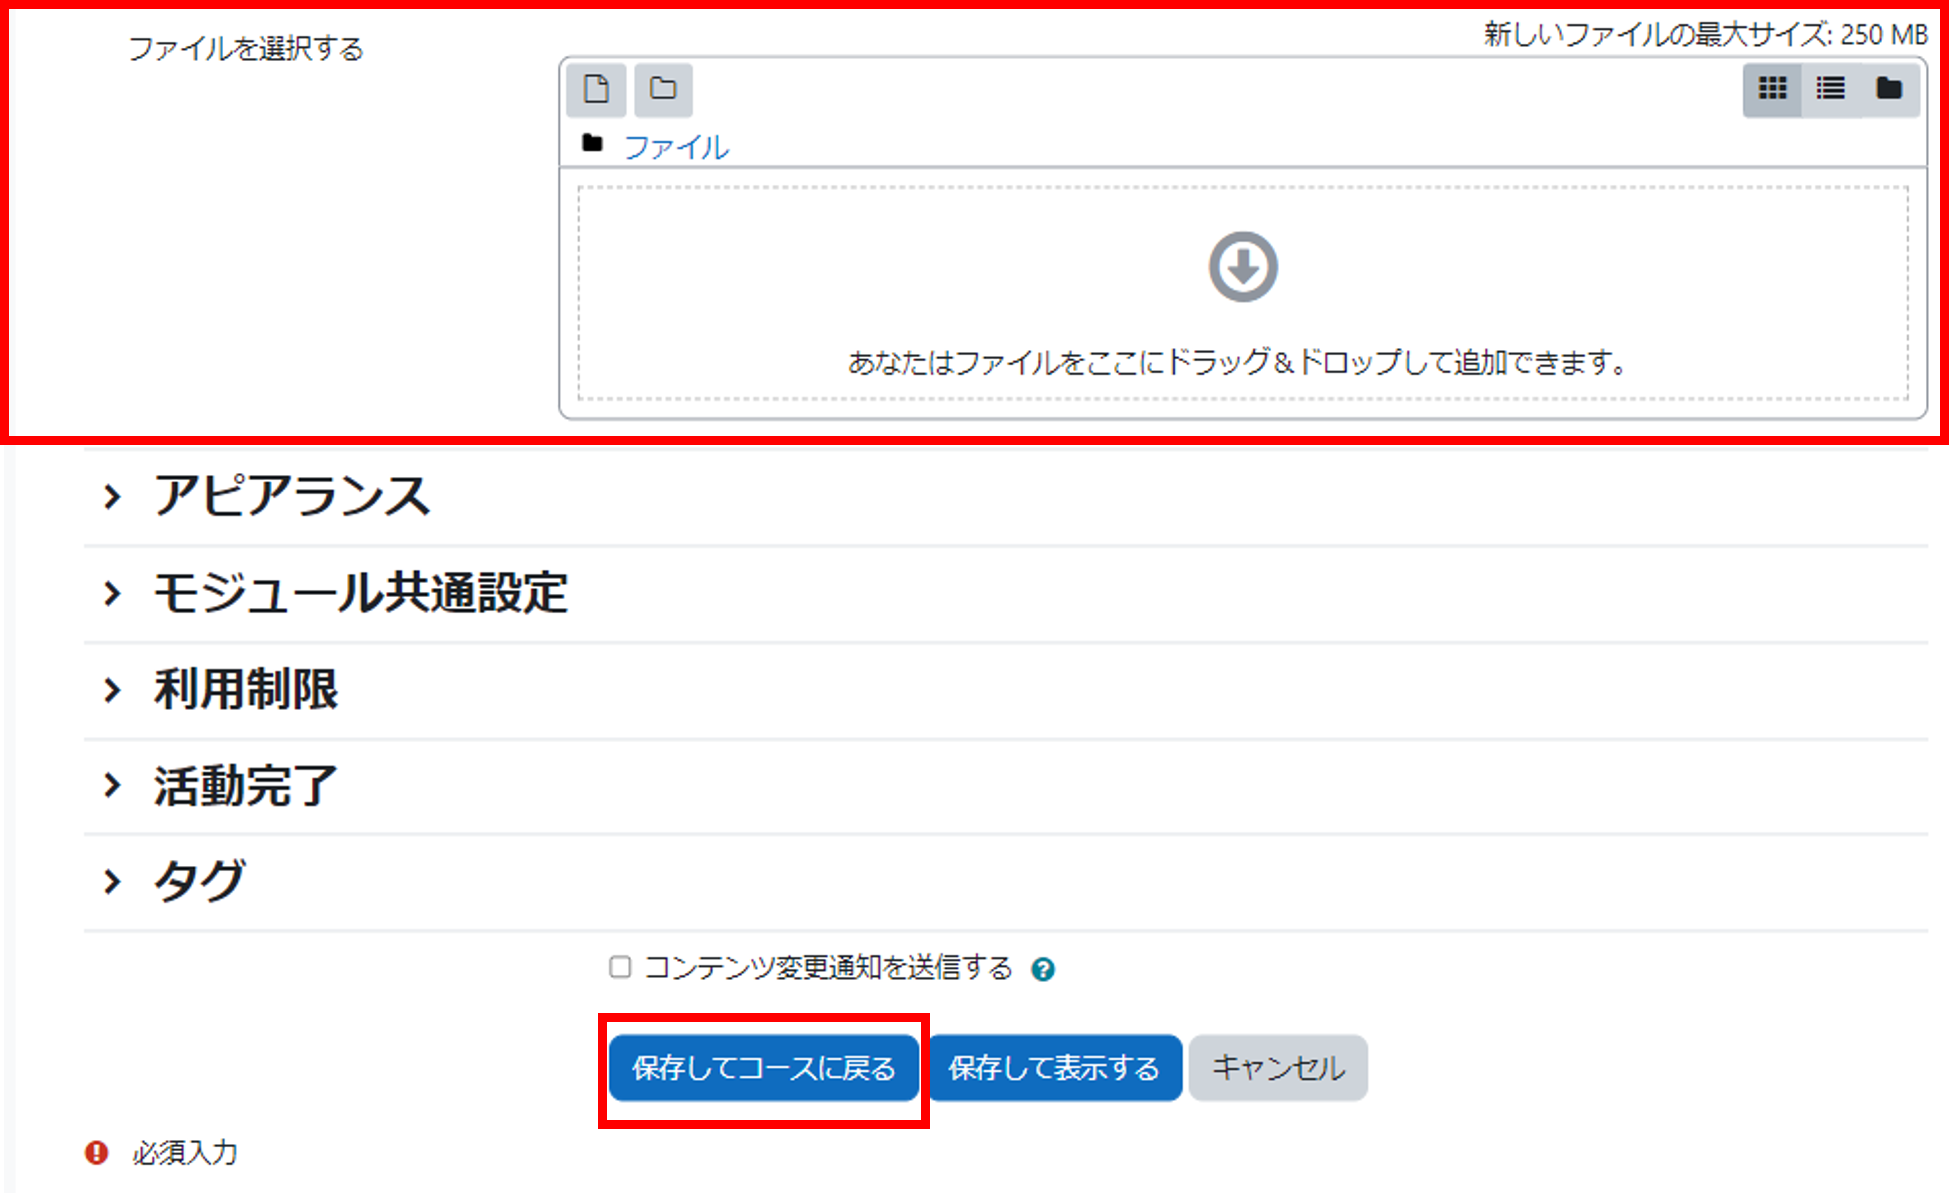 新しいファイルの最大サイズ: 250 MB
ファイルを選択する
ファイル
あなたはファイルをここにドラッグ＆ドロップして追加できます。
アピアランス
モジュール共通設定
利用制限
活動完了
タグ
コンテンツ変更通知を送信する
保存してコースに戻る 保存して表示する キャンセル
必須入力